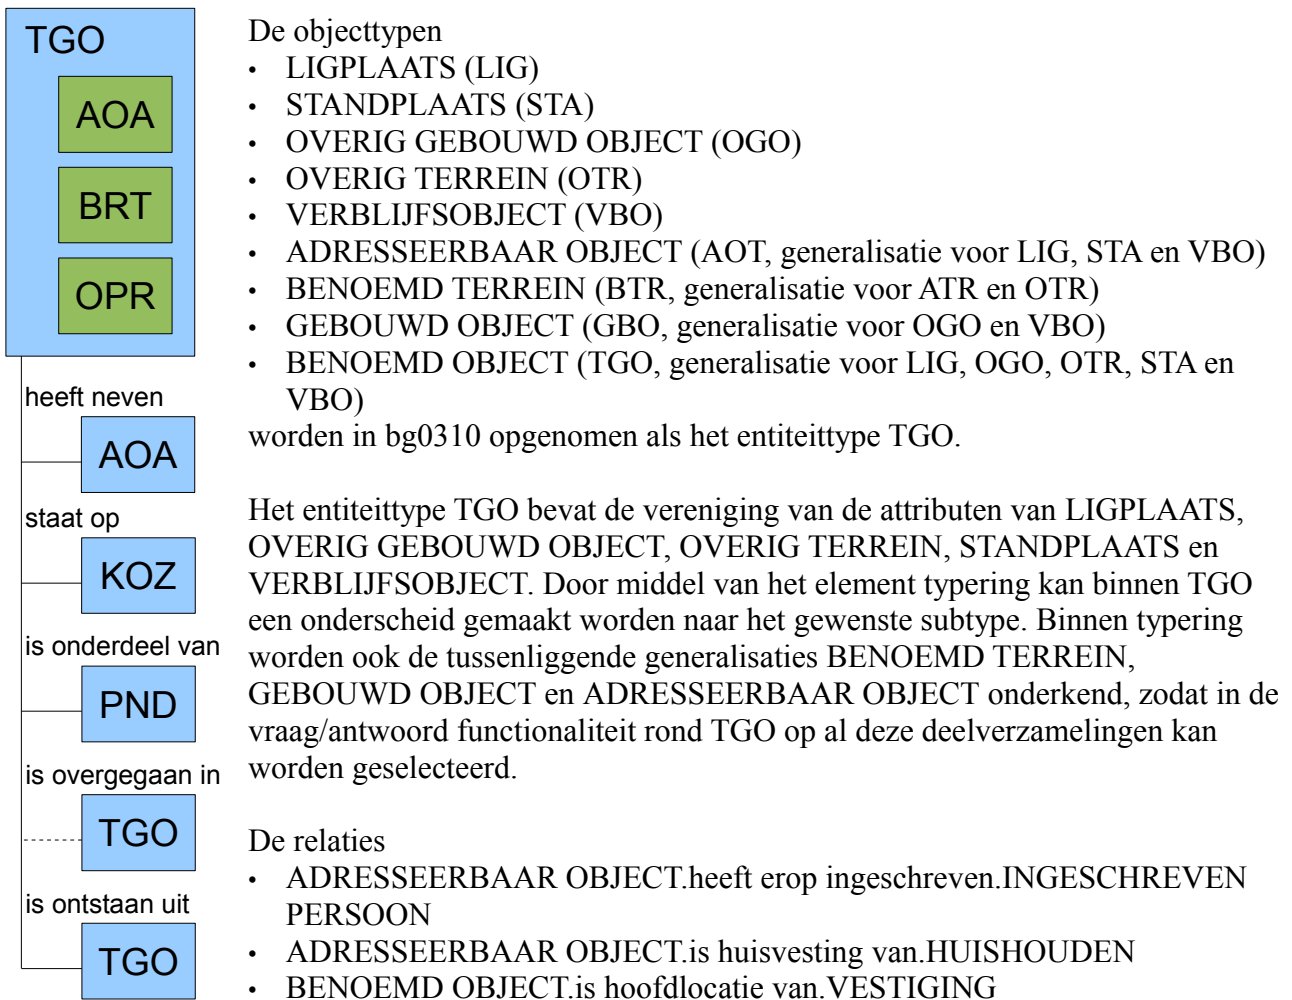 TGO
AOA
BRT
OPR
heeft neven
AOA
staat op
KOZ
is onderdeel van
PND
is overgegaan in
TGO
is ontstaan uit
TGO
De objecttypen
• LIGPLAATS (LIG)
• STANDPLAATS (STA)
• OVERIG GEBOUWD OBJECT (OGO)
• OVERIG TERREIN (OTR)
• VERBLIJFSOBJECT (VBO)
• ADRESSEERBAAR OBJECT (AOT, generalisatie voor LIG, STA en VBO)
• BENOEMD TERREIN (BTR, generalisatie voor ATR en OTR)
• GEBOUWD OBJECT (GBO, generalisatie voor OGO en VBO)
• BENOEMD OBJECT (TGO, generalisatie voor LIG, OGO, OTR, STA en
VBO)
worden in bg0310 opgenomen als het entiteittype TGO.
Het entiteittype TGO bevat de vereniging van de attributen van LIGPLAATS,
OVERIG GEBOUWD OBJECT, OVERIG TERREIN, STANDPLAATS en
VERBLIJFSOBJECT. Door middel van het element typering kan binnen TGO
een onderscheid gemaakt worden naar het gewenste subtype. Binnen typering
worden ook de tussenliggende generalisaties BENOEMD TERREIN,
GEBOUWD OBJECT en ADRESSEERBAAR OBJECT onderkend, zodat in de
vraag/antwoord functionaliteit rond TGO op al deze deelverzamelingen kan
worden geselecteerd.
De relaties
• ADRESSEERBAAR OBJECT.heeft erop ingeschreven.INGESCHREVEN
PERSOON
• ADRESSEERBAAR OBJECT.is huisvesting van.HUISHOUDEN
• BENOEMD OBJECT.is hoofdlocatie van.VESTIGING